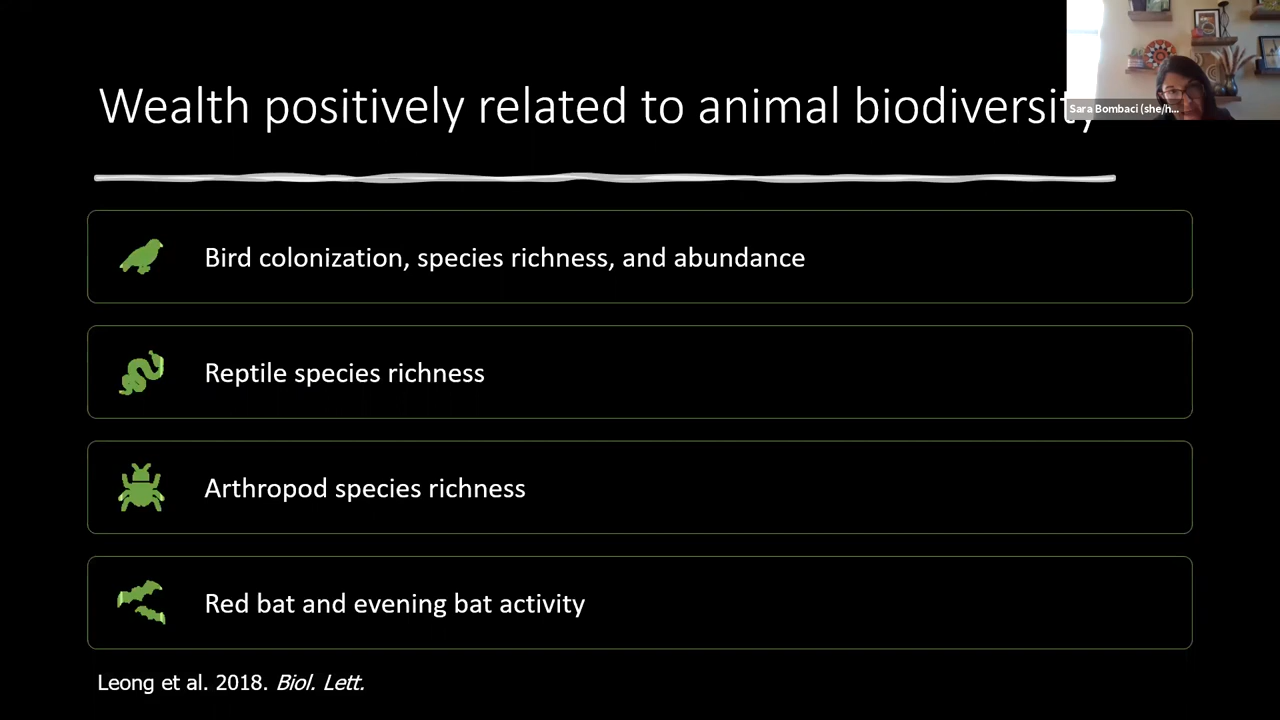 Wealth positively related to animal biodiversity
Sara Bombaci (she/h...
Bird colonization, species richness, and abundance
Reptile species richness
Arthropod species richness
Red bat and evening bat activity
Leong et al. 2018. Biol. Lett.